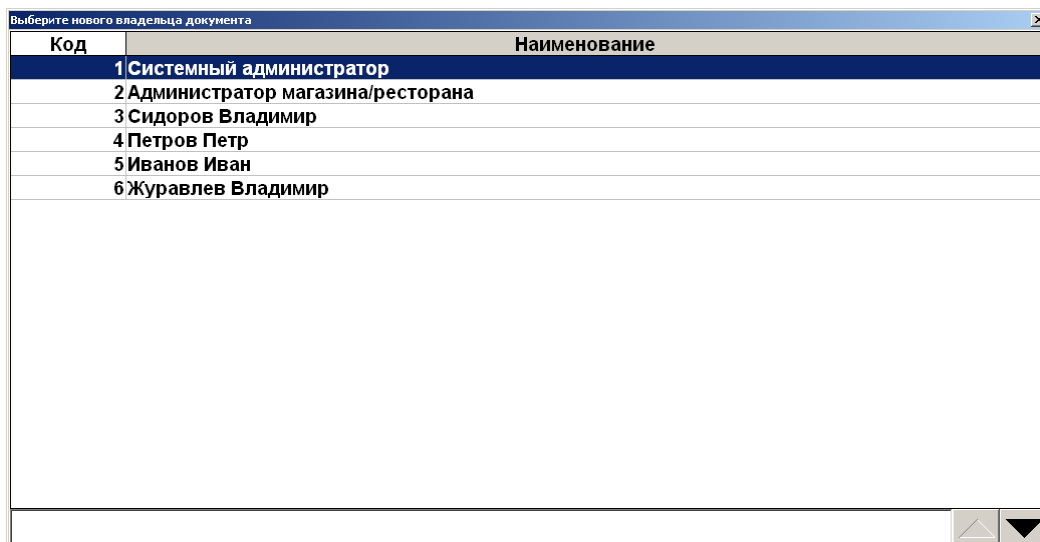 Выберите нового владельца документа
Код Наименование
1 Системный администратор
2 Администратор магазина/ресторана
3 Сидоров Владимир
4 Петров Петр
5 Иванов Иван
6 Журавлев Владимир